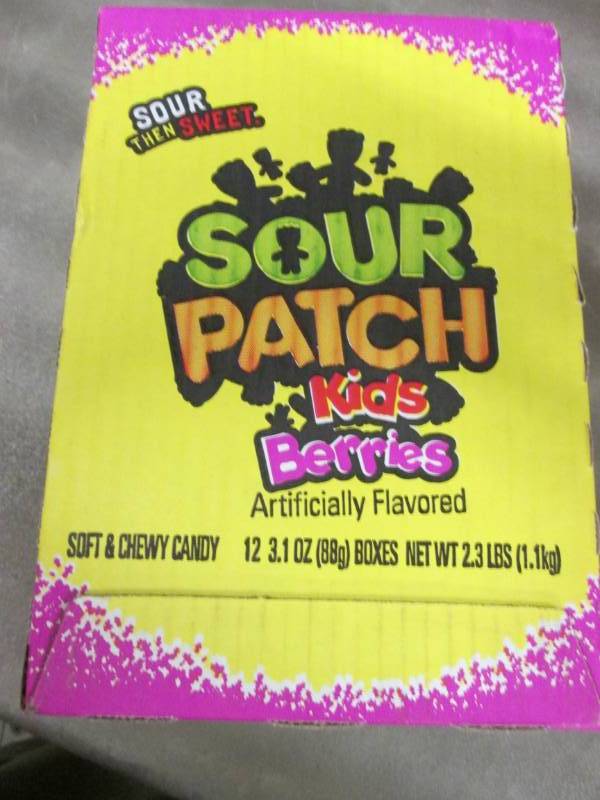 SOUR
THEN SWEET.
SOUR
PATCH
Kids
Berries
Artificially Flavored
SOFT & CHEWY CANDY 12 3.1 OZ (88g) BOXES NET WT 2.3 LBS (1.1kg)